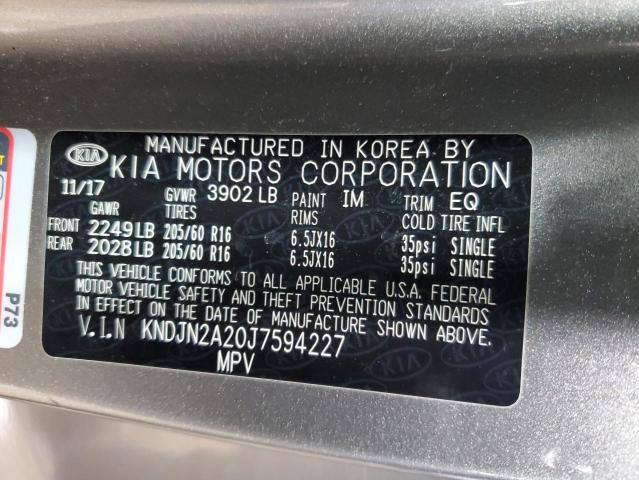 KIA MANUFACTURED IN KOREA BY
KIA MOTORS CORPORATION
11/17 GVWR 3902 LB PAINT IM TRIM EQ
GAWR TIRES RIMS COLD TIRE INFL
FRONT 2249 LB 205/60 R16 6.5JX16 35psi SINGLE
REAR 2028 LB 205/60 R16 6.5JX16 35psi SINGLE
THIS VEHICLE CONFORMS TO ALL APPLICABLE U.S.A. FEDERAL
MOTOR VEHICLE SAFETY AND THEFT PREVENTION STANDARDS
IN EFFECT ON THE DATE OF MANUFACTURE SHOWN ABOVE.
V.I.N KNDJN2A20J7594227
MPV
P73